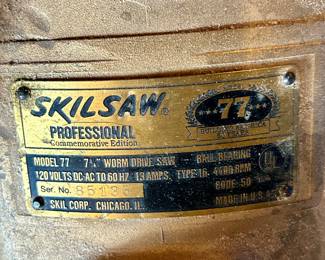 SKILSAW®
PROFESSIONAL
Commemorative Edition
77
MODEL 77 7¼" WORM DRIVE SAW - BALL BEARING
120 VOLTS DC-AC TO 60 HZ 13 AMPS. TYPE 16 4400 RPM
Ser. No.
CODE 50
SKIL CORP. CHICAGO, IL.
MADE IN U.S.A.